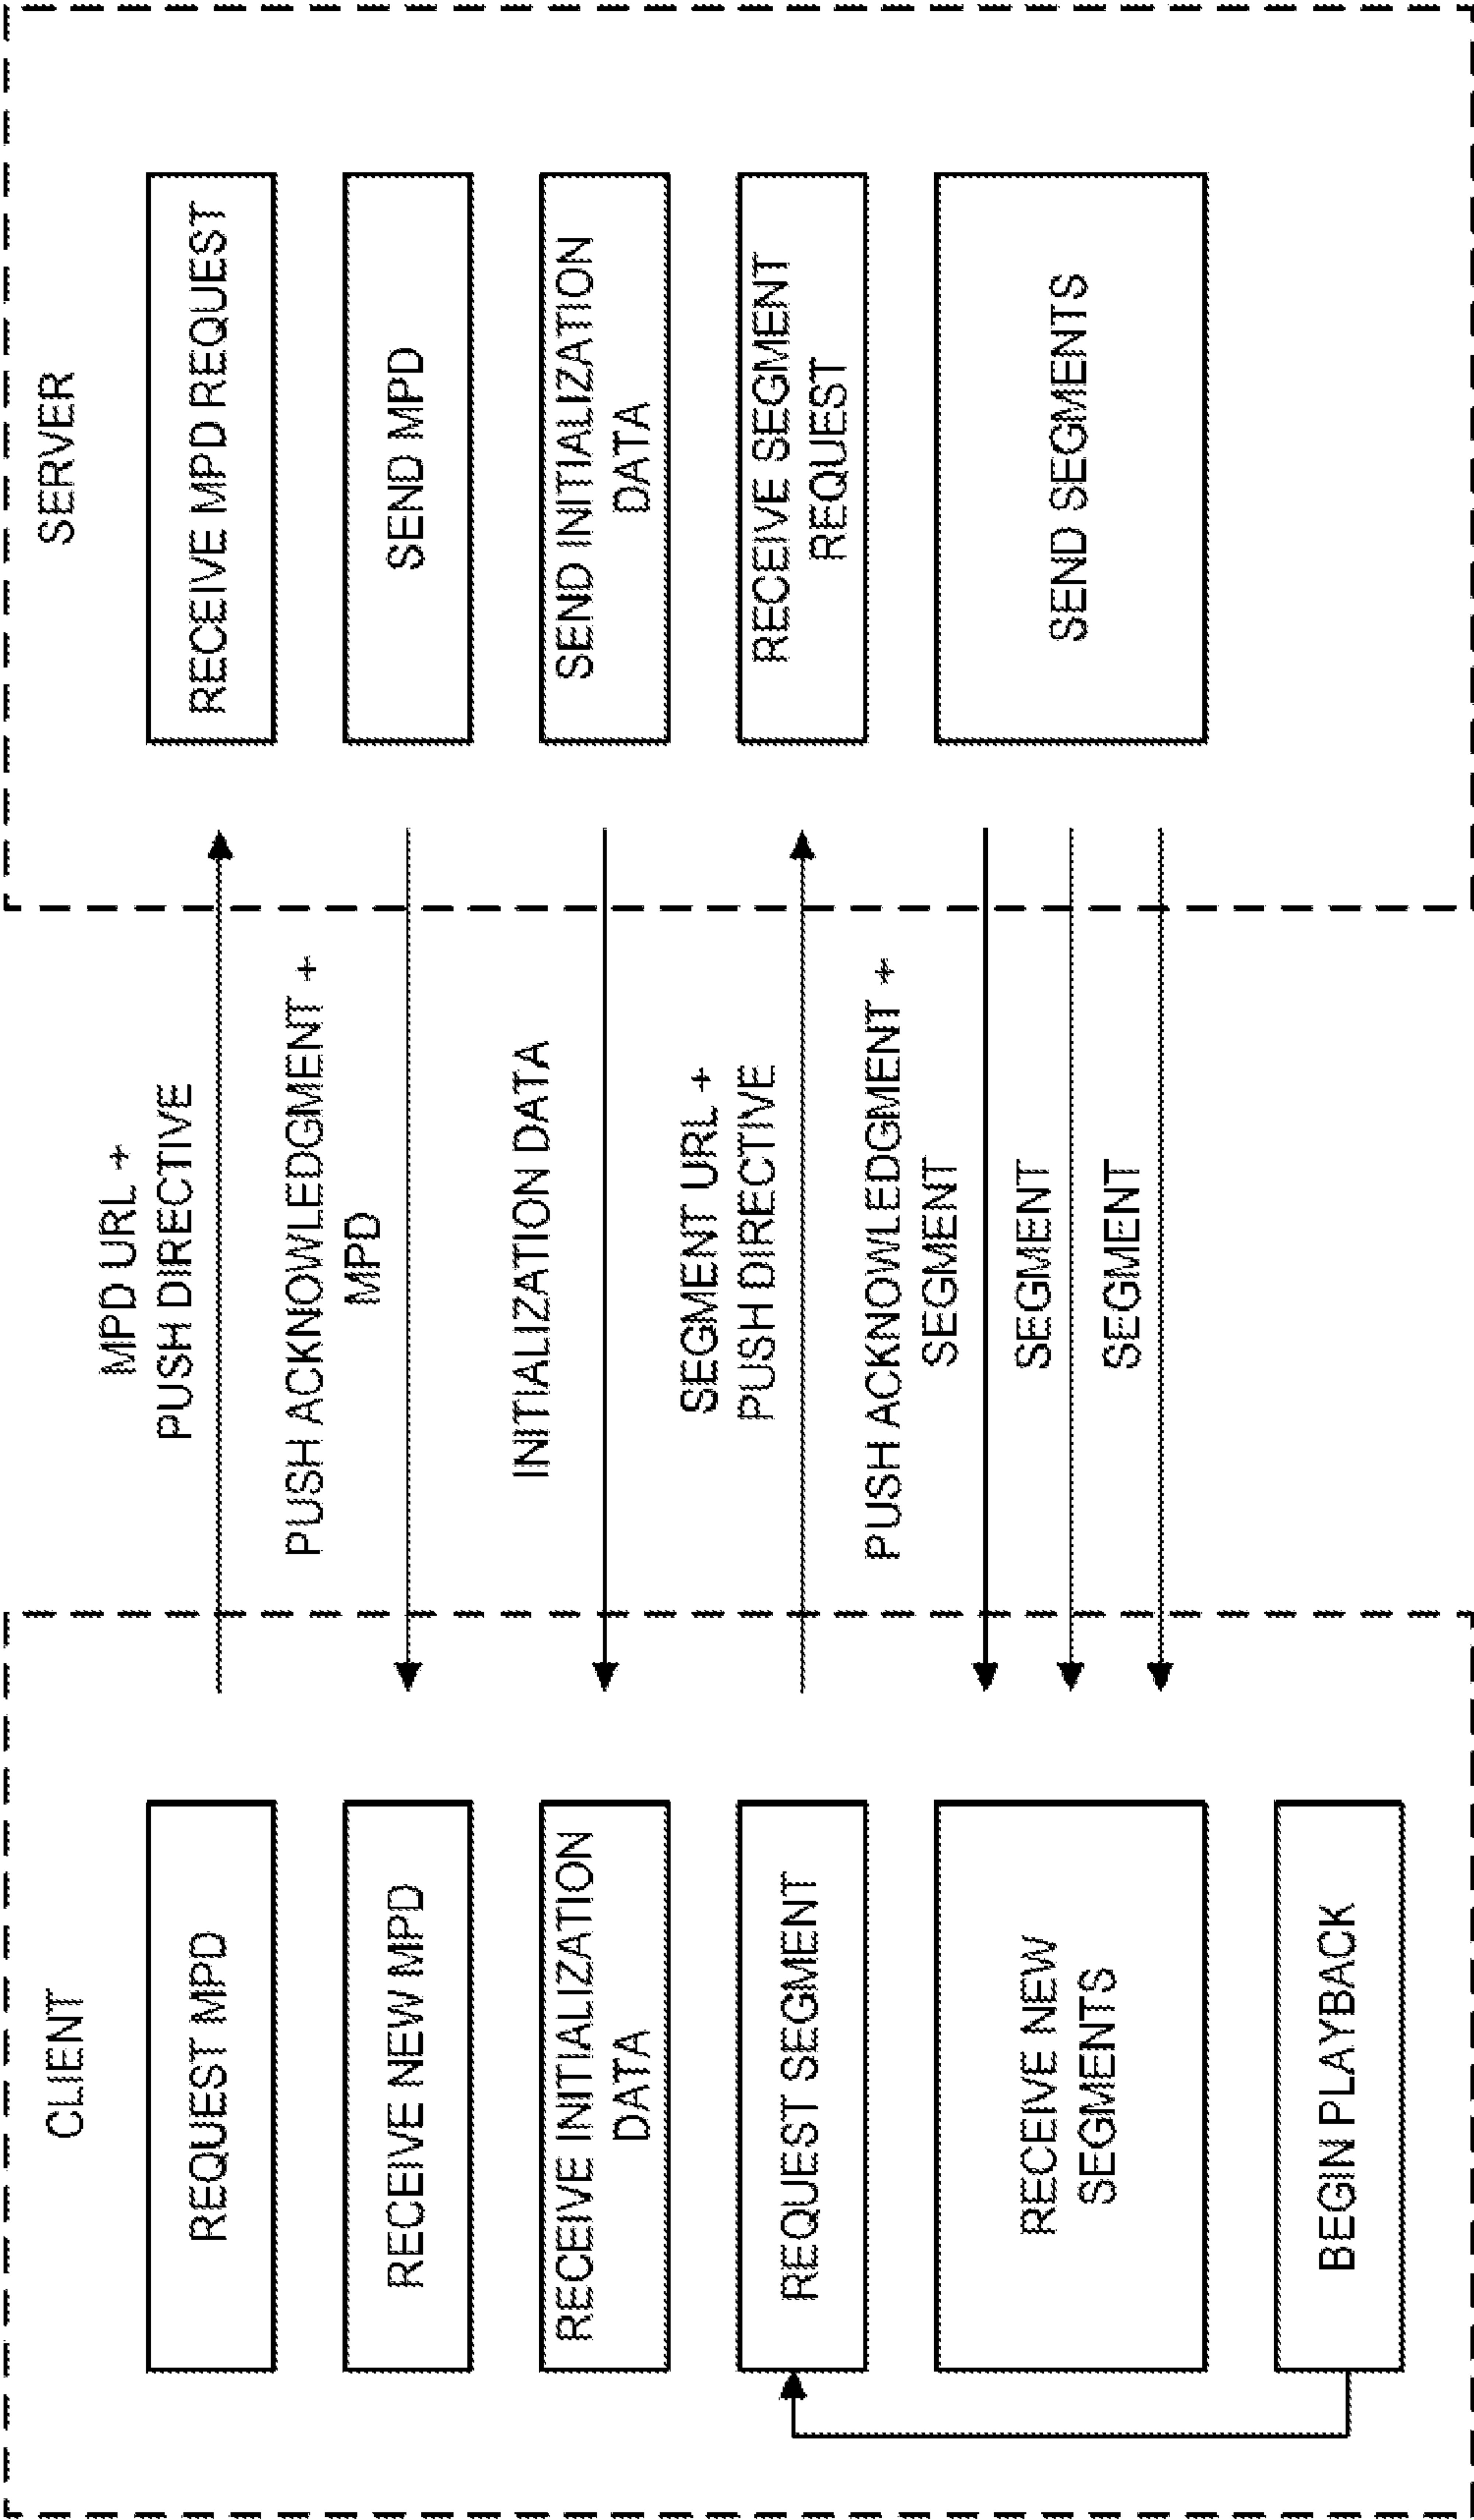 CLIENT
SERVER
REQUEST MPD
MPD URL +
PUSH DIRECTIVE
RECEIVE MPD REQUEST
RECEIVE NEW MPD
PUSH ACKNOWLEDGMENT +
MPD
SEND MPD
RECEIVE INITIALIZATION
DATA
INITIALIZATION DATA
SEND INITIALIZATION
DATA
REQUEST SEGMENT
SEGMENT URL +
PUSH DIRECTIVE
RECEIVE SEGMENT
REQUEST
RECEIVE NEW
SEGMENTS
PUSH ACKNOWLEDGMENT +
SEGMENT
SEGMENT
SEGMENT
SEND SEGMENTS
BEGIN PLAYBACK